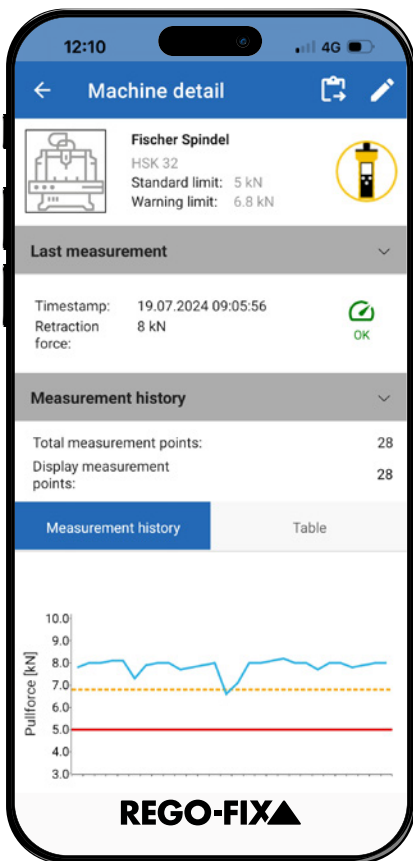 12:10
4G
Machine detail
Fischer Spindel
HSK 32
Standard limit: 5 kN
Warning limit: 6.8 kN
Last measurement
Timestamp: 19.07.2024 09:05:56
Retraction force: 8 kN
OK
Measurement history
Total measurement points: 28
Display measurement points: 28
Measurement history Table
Pullforce [kN]
10.0
9.0
8.0
7.0
6.0
5.0
4.0
3.0
REGO-FIX